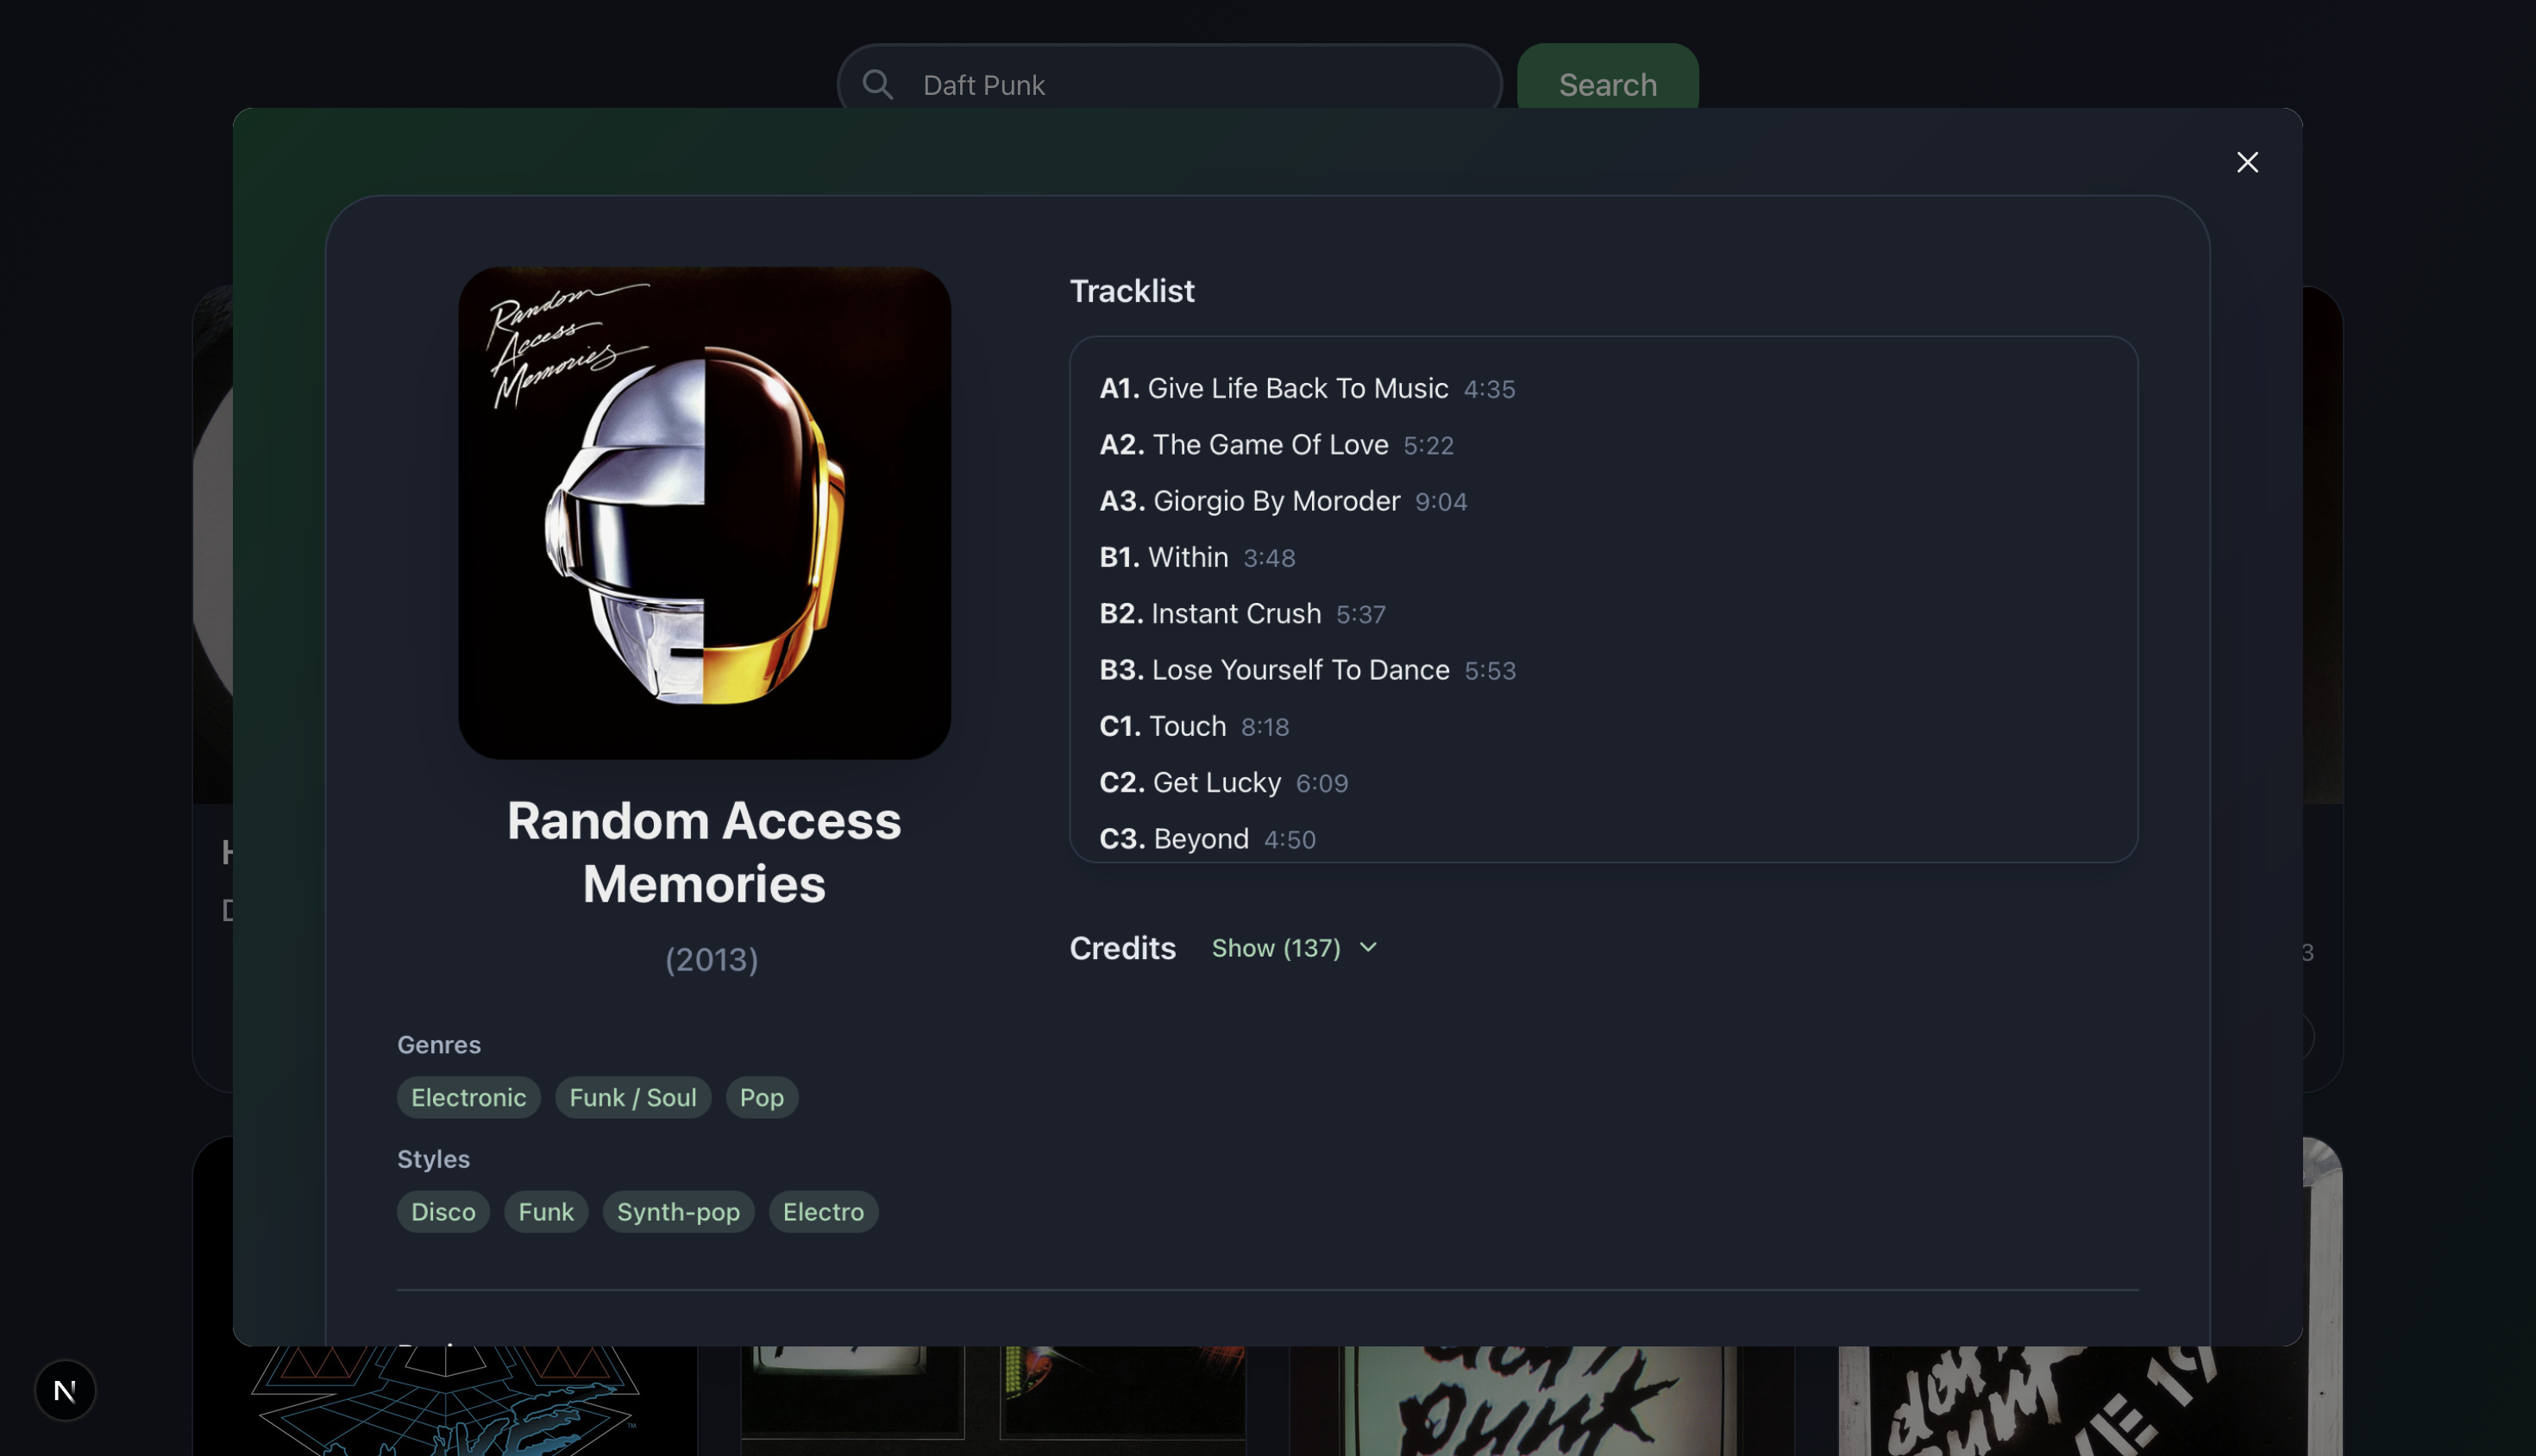 Daft Punk
Search
Random
Access
Memories
Random Access
Memories
(2013)
Genres
Electronic
Funk / Soul
Pop
Styles
Disco
Funk
Synth-pop
Electro
Tracklist
A1. Give Life Back To Music 4:35
A2. The Game Of Love 5:22
A3. Giorgio By Moroder 9:04
B1. Within 3:48
B2. Instant Crush 5:37
B3. Lose Yourself To Dance 5:53
C1. Touch 8:18
C2. Get Lucky 6:09
C3. Beyond 4:50
Credits Show (137)
H
D
3
N
TM
punk